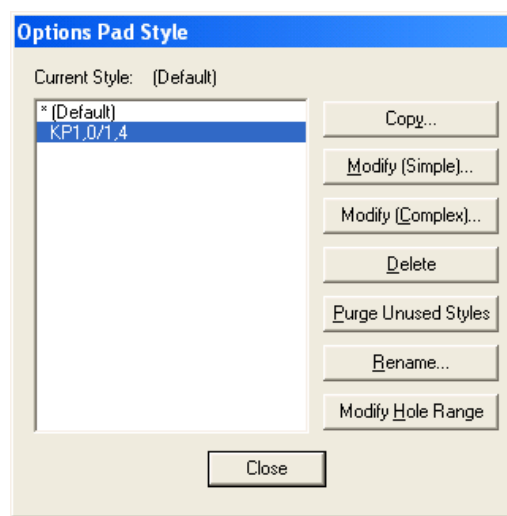 Options Pad Style
Current Style: (Default)
* (Default)
KP1,0/1,4
Copy...
Modify (Simple)...
Modify (Complex)...
Delete
Purge Unused Styles
Rename...
Modify Hole Range
Close